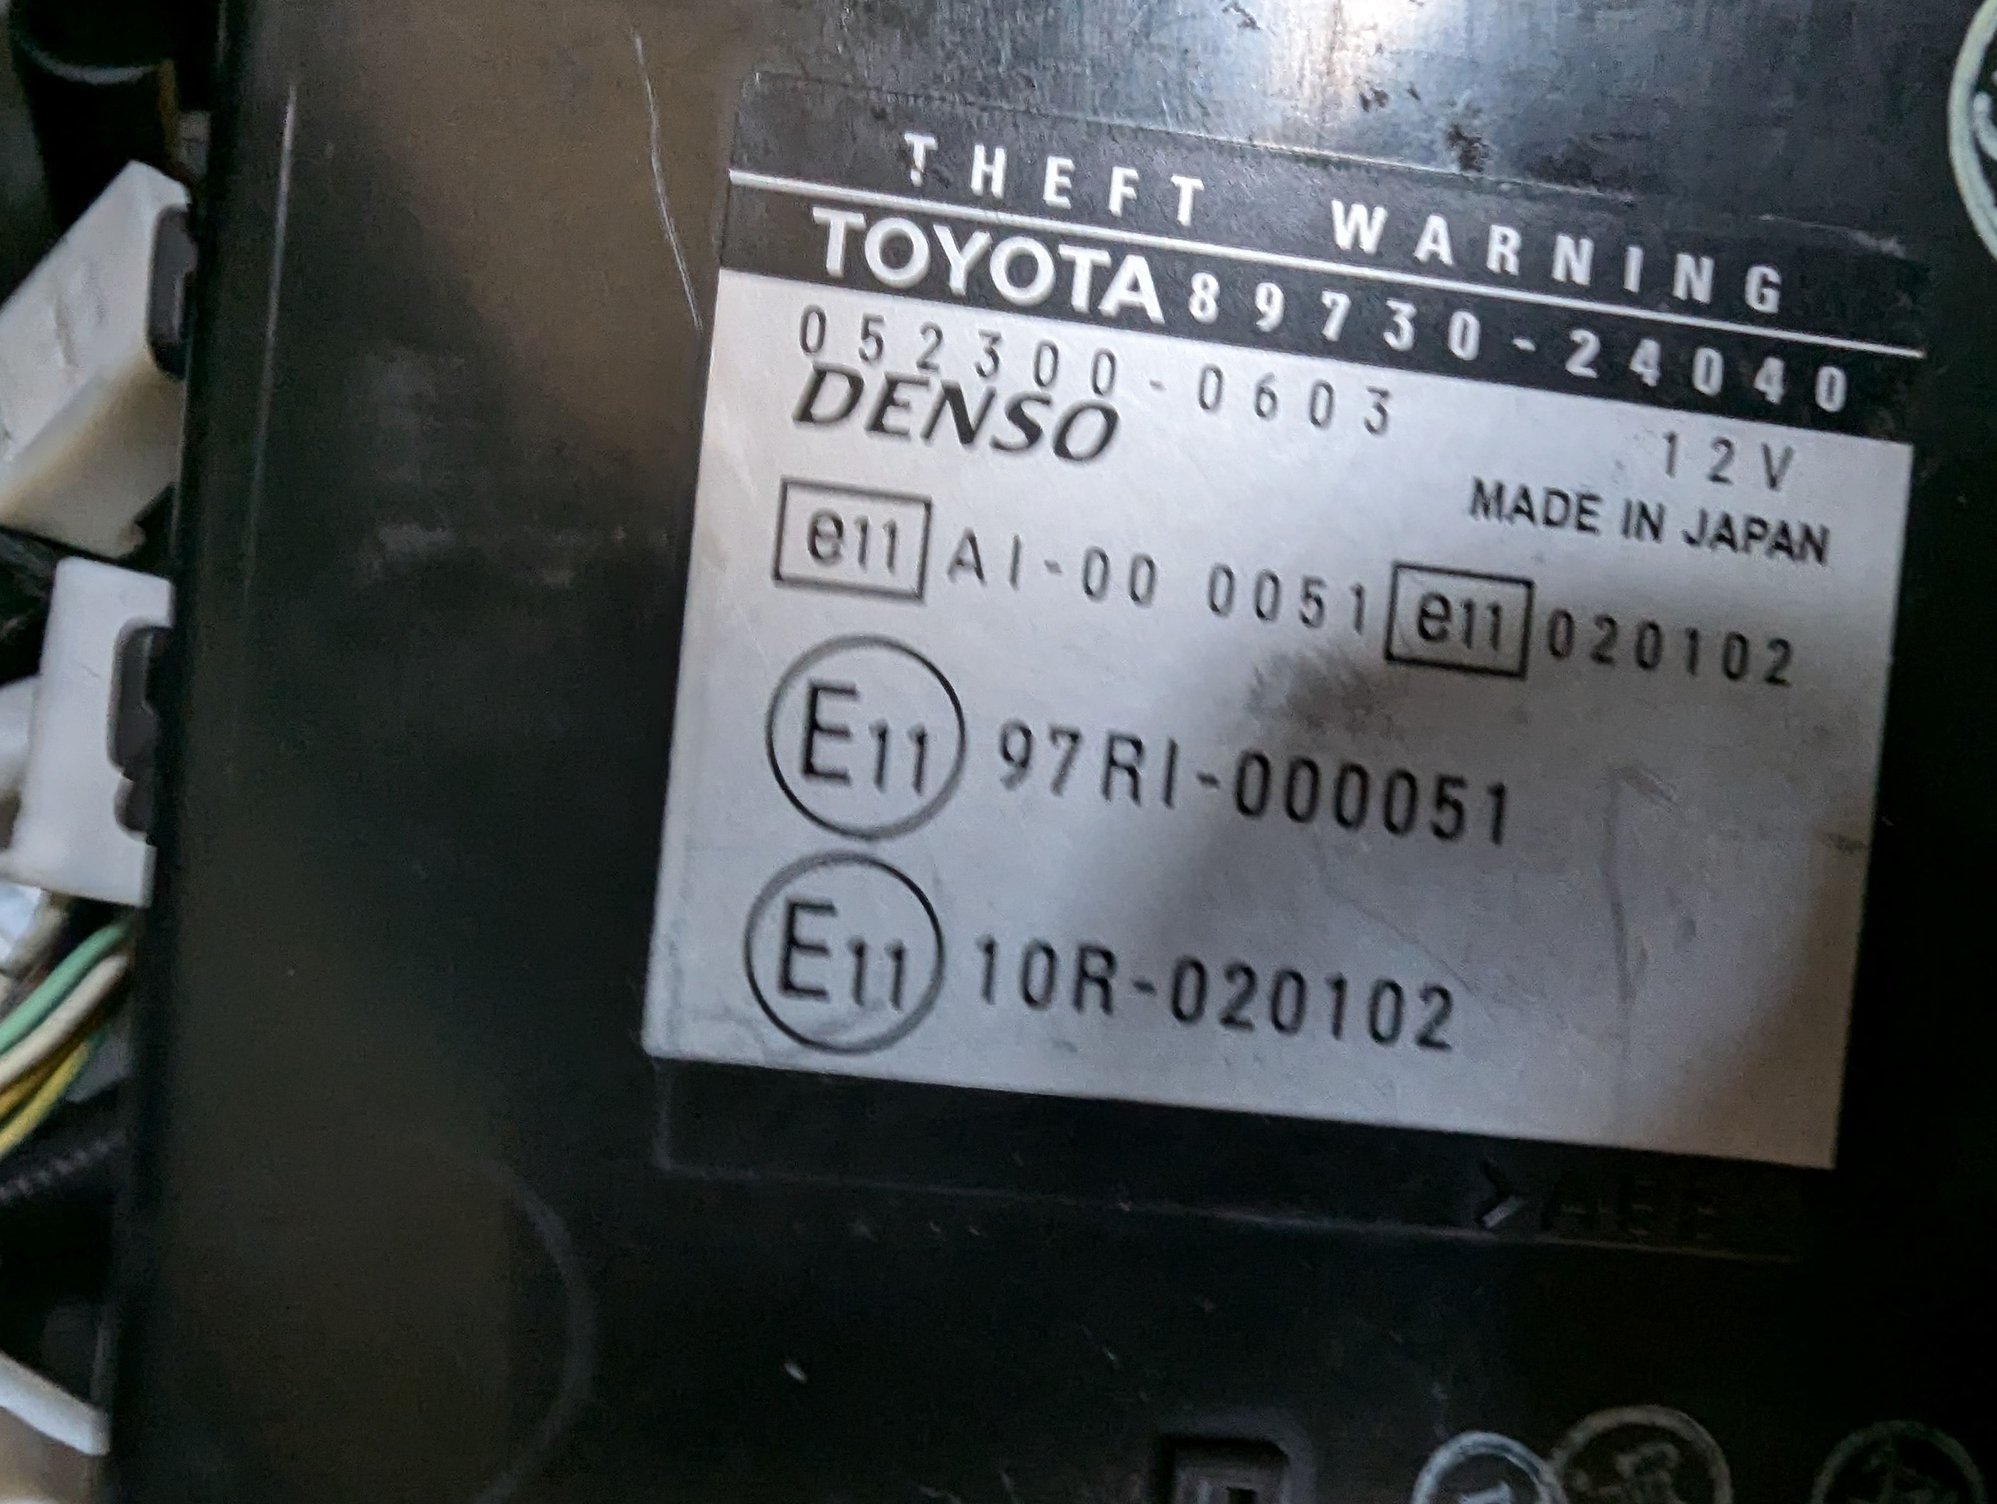 THEFT WARNING
TOYOTA 89730-24040
052300-0603
DENSO
12V
MADE IN JAPAN
e11 AI-00 0051 e11 020102
E11 97RI-000051
E11 10R-020102